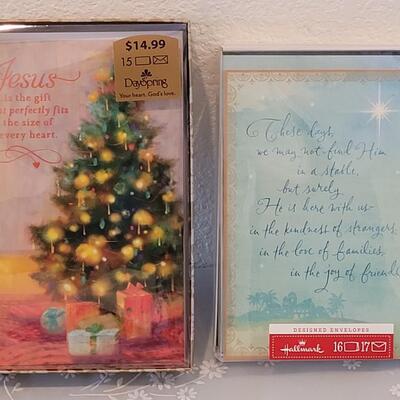 Jesus
is the gift
that perfectly fits
the size of
every heart.
$14.99
15
DaySpring
Your heart. God's love.
These days,
we may not find Him
in a stable,
but surely
He is here with us—
in the kindness of strangers,
in the love of families,
in the joy of friends
DESIGNED ENVELOPES
Hallmark 16 17